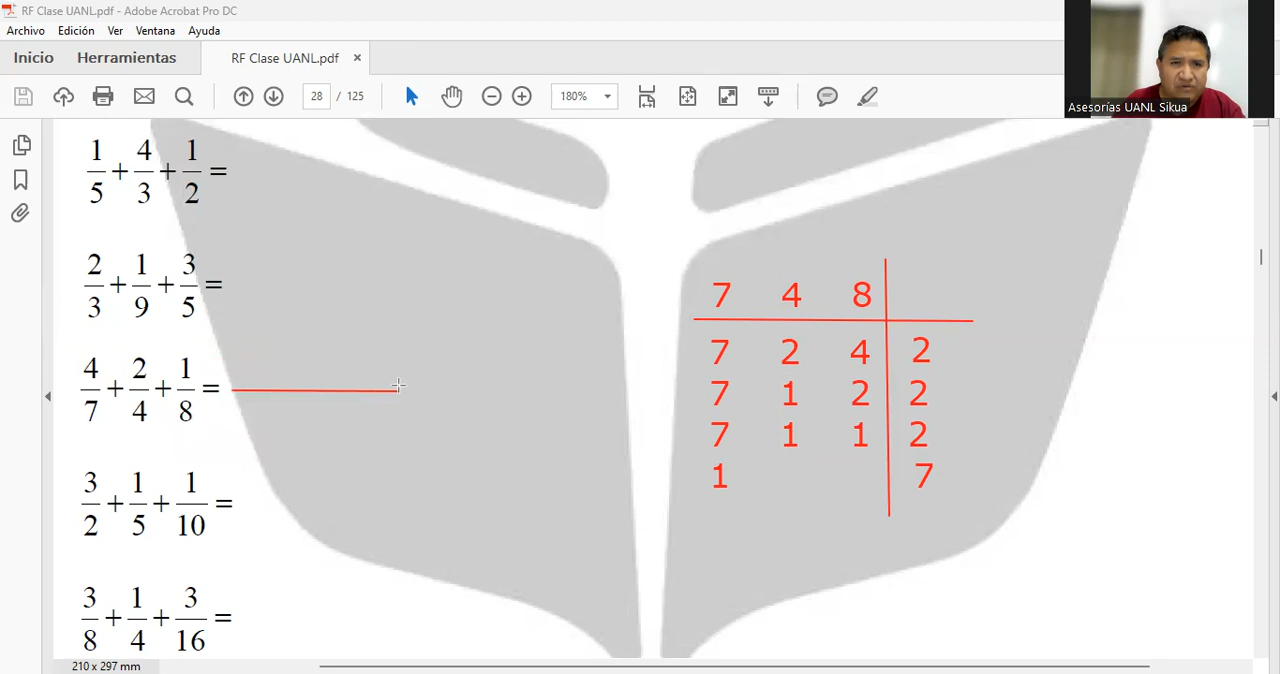 RF Clase UANL.pdf - Adobe Acrobat Pro DC
Archivo Edición Ver Ventana Ayuda
Inicio Herramientas RF Clase UANL.pdf ×
28 / 125 180%
Asesorías UANL Sikua
1/5 + 4/3 + 1/2 =
2/3 + 1/9 + 3/5 =
4/7 + 2/4 + 1/8 =
3/2 + 1/5 + 1/10 =
3/8 + 1/4 + 3/16 =
7 4 8
7 2 4 2
7 1 2 2
7 1 1 2
1 7
210 x 297 mm